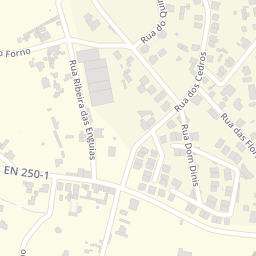 Rua do Quin
o Forno
Rua dos Cedros
Rua Ribeira das Enguias
Rua das Flor
Rua Dom Dinis
EN 250-1
no